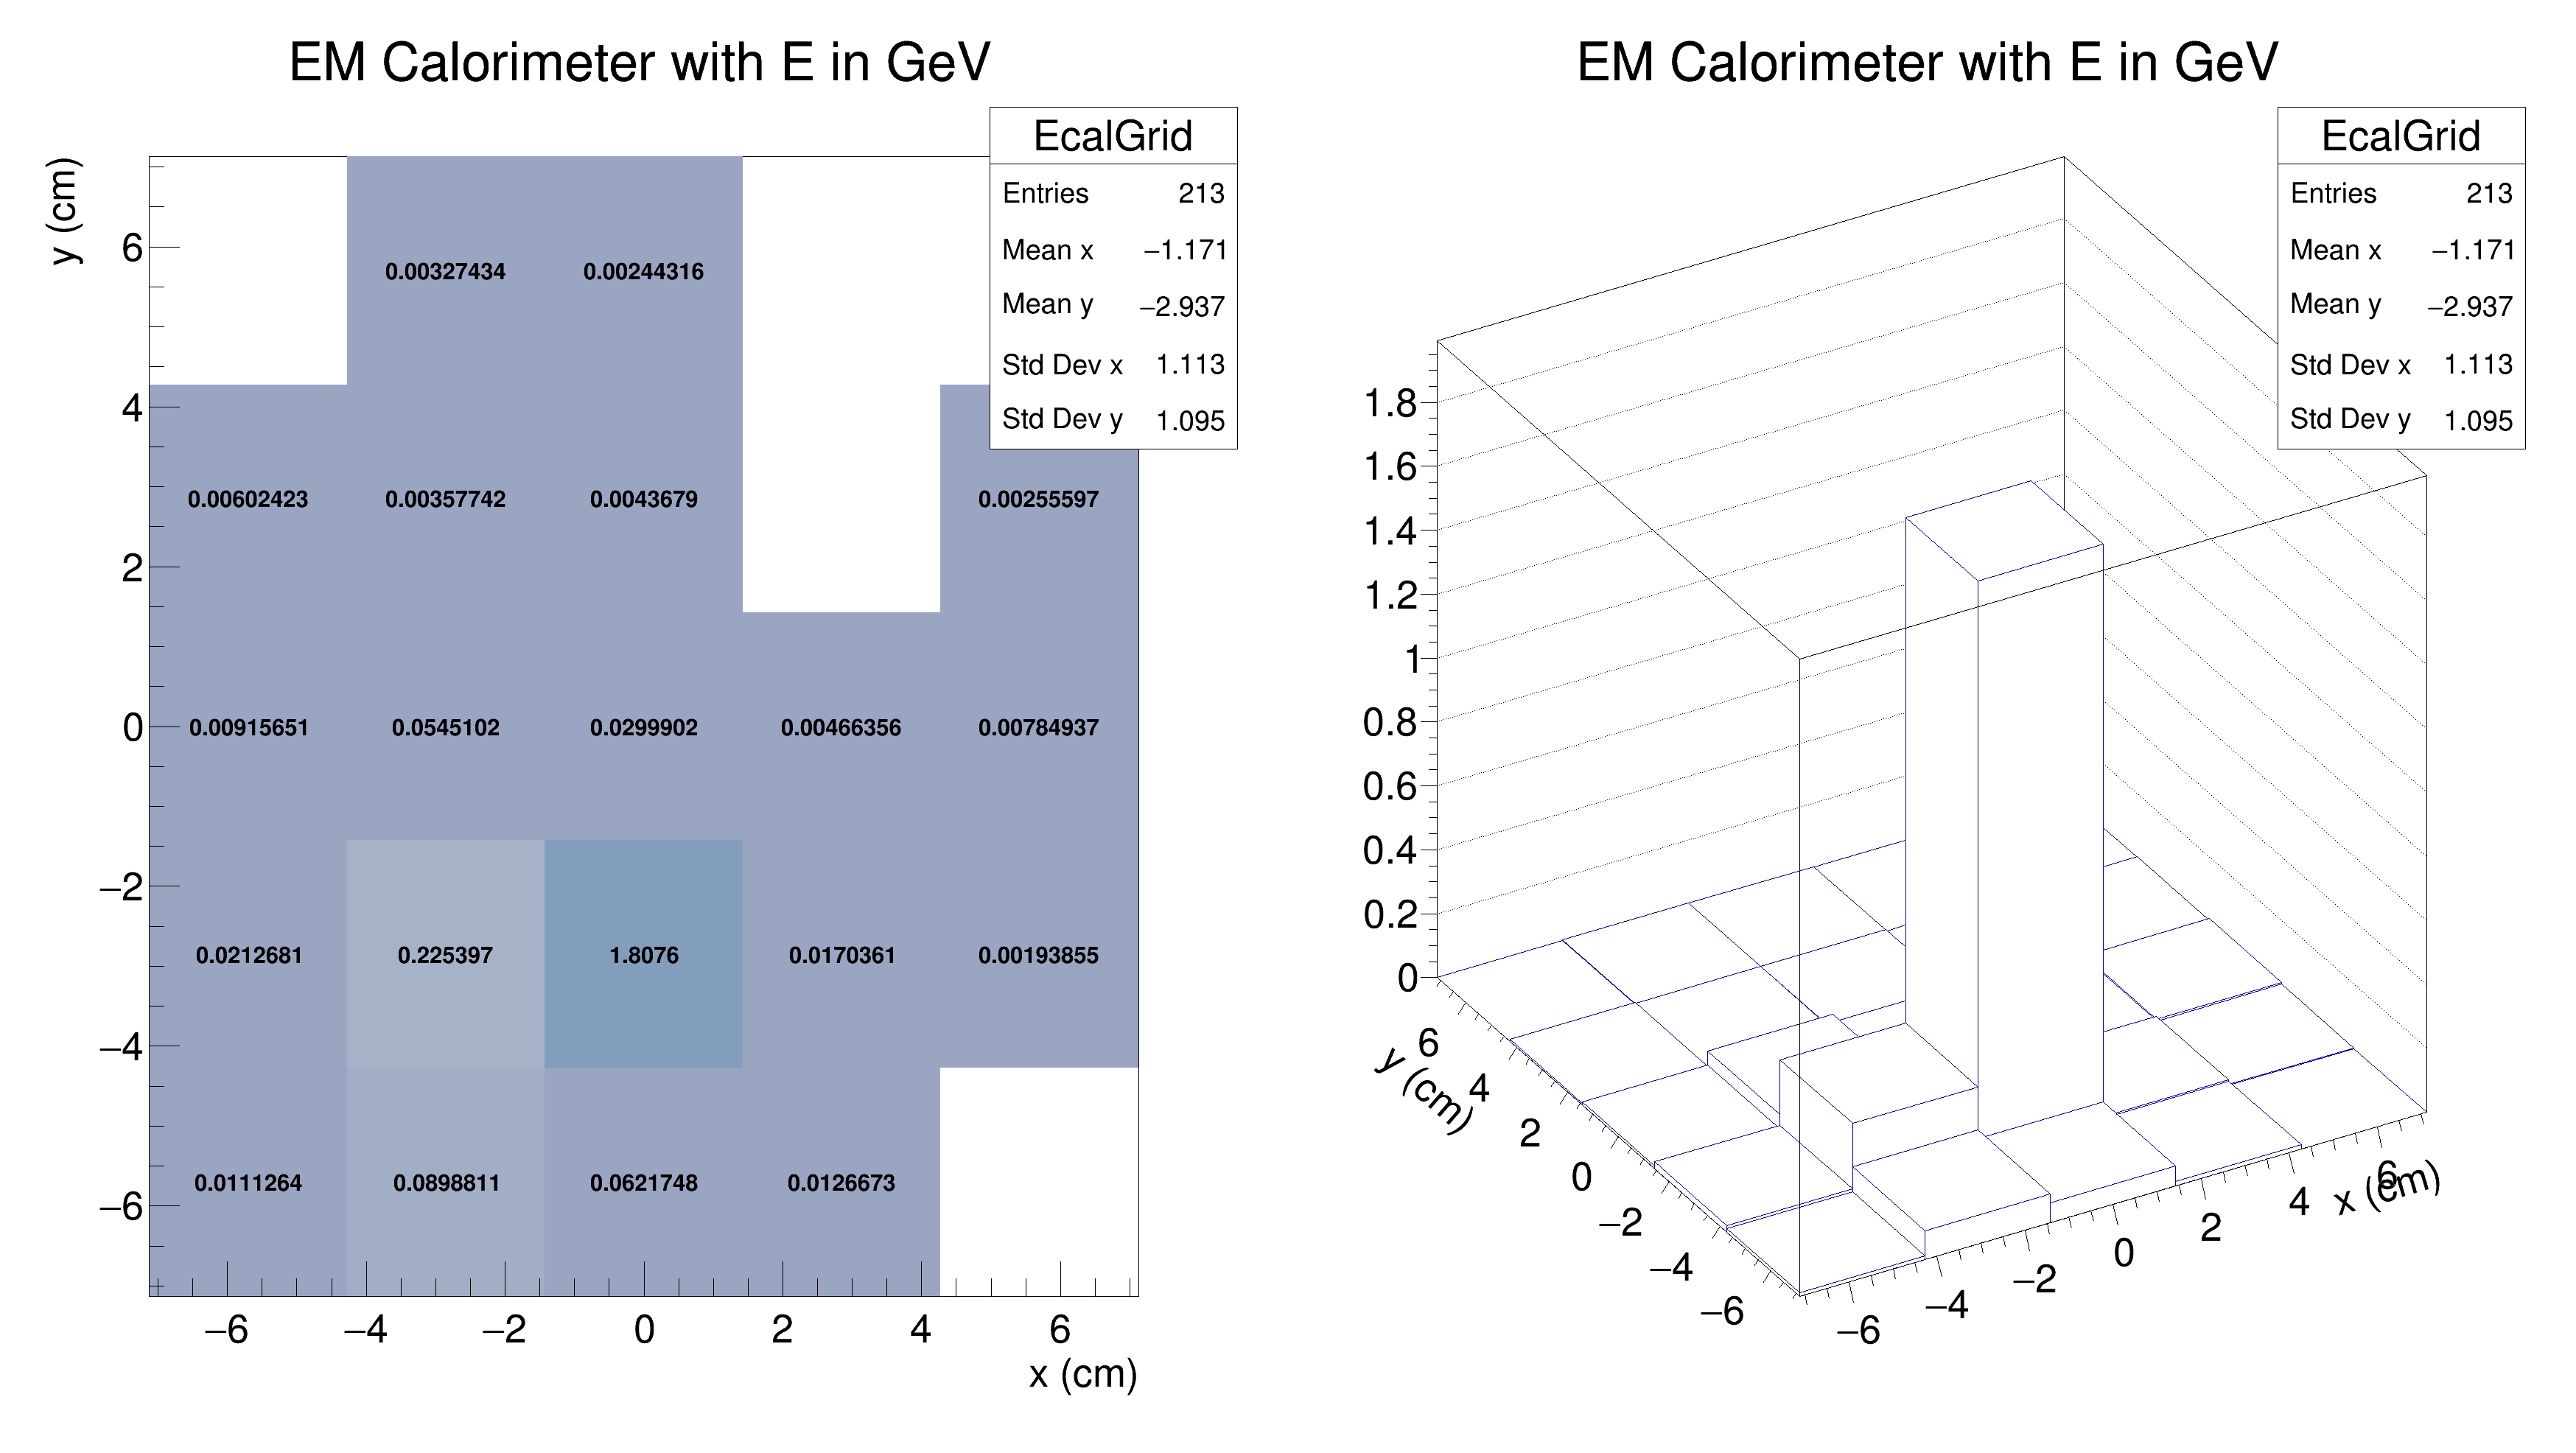 EM Calorimeter with E in GeV
EcalGrid
Entries 213
Mean x −1.171
Mean y −2.937
Std Dev x 1.113
Std Dev y 1.095
y (cm)
6
4
2
0
−2
−4
−6
0.00327434 0.00244316
0.00602423 0.00357742 0.0043679 0.00255597
0.00915651 0.0545102 0.0299902 0.00466356 0.00784937
0.0212681 0.225397 1.8076 0.0170361 0.00193855
0.0111264 0.0898811 0.0621748 0.0126673
−6 −4 −2 0 2 4 6
x (cm)
EM Calorimeter with E in GeV
EcalGrid
Entries 213
Mean x −1.171
Mean y −2.937
Std Dev x 1.113
Std Dev y 1.095
1.8
1.6
1.4
1.2
1
0.8
0.6
0.4
0.2
0
y (cm)
6
4
2
0
−2
−4
−6
−6 −4 −2 0 2 4 6
x (cm)